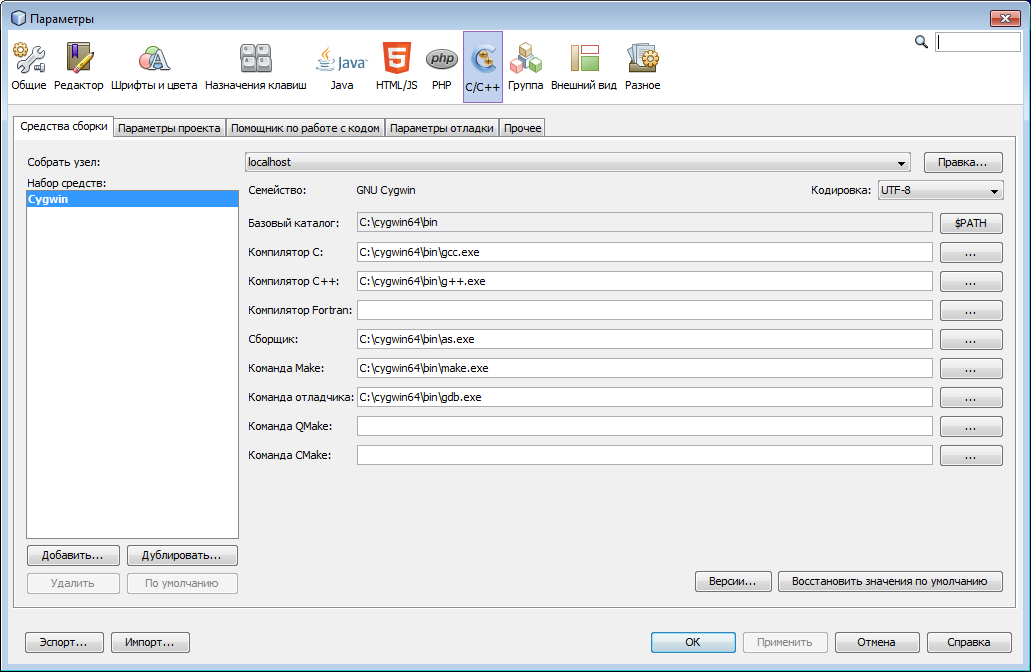 Параметры
Общие Редактор Шрифты и цвета Назначения клавиш Java HTML/JS PHP C/C++ Группа Внешний вид Разное
Средства сборки Параметры проекта Помощник по работе с кодом Параметры отладки Прочее
Собрать узел: localhost Правка...
Набор средств:
Cygwin
Семейство: GNU Cygwin Кодировка: UTF-8
Базовый каталог: C:\cygwin64\bin $PATH
Компилятор C: C:\cygwin64\bin\gcc.exe ...
Компилятор C++: C:\cygwin64\bin\g++.exe ...
Компилятор Fortran: ...
Сборщик: C:\cygwin64\bin\as.exe ...
Команда Make: C:\cygwin64\bin\make.exe ...
Команда отладчика: C:\cygwin64\bin\gdb.exe ...
Команда QMake: ...
Команда CMake: ...
Добавить... Дублировать...
Удалить По умолчанию
Версии... Восстановить значения по умолчанию
Эспорт... Импорт... OK Применить Отмена Справка